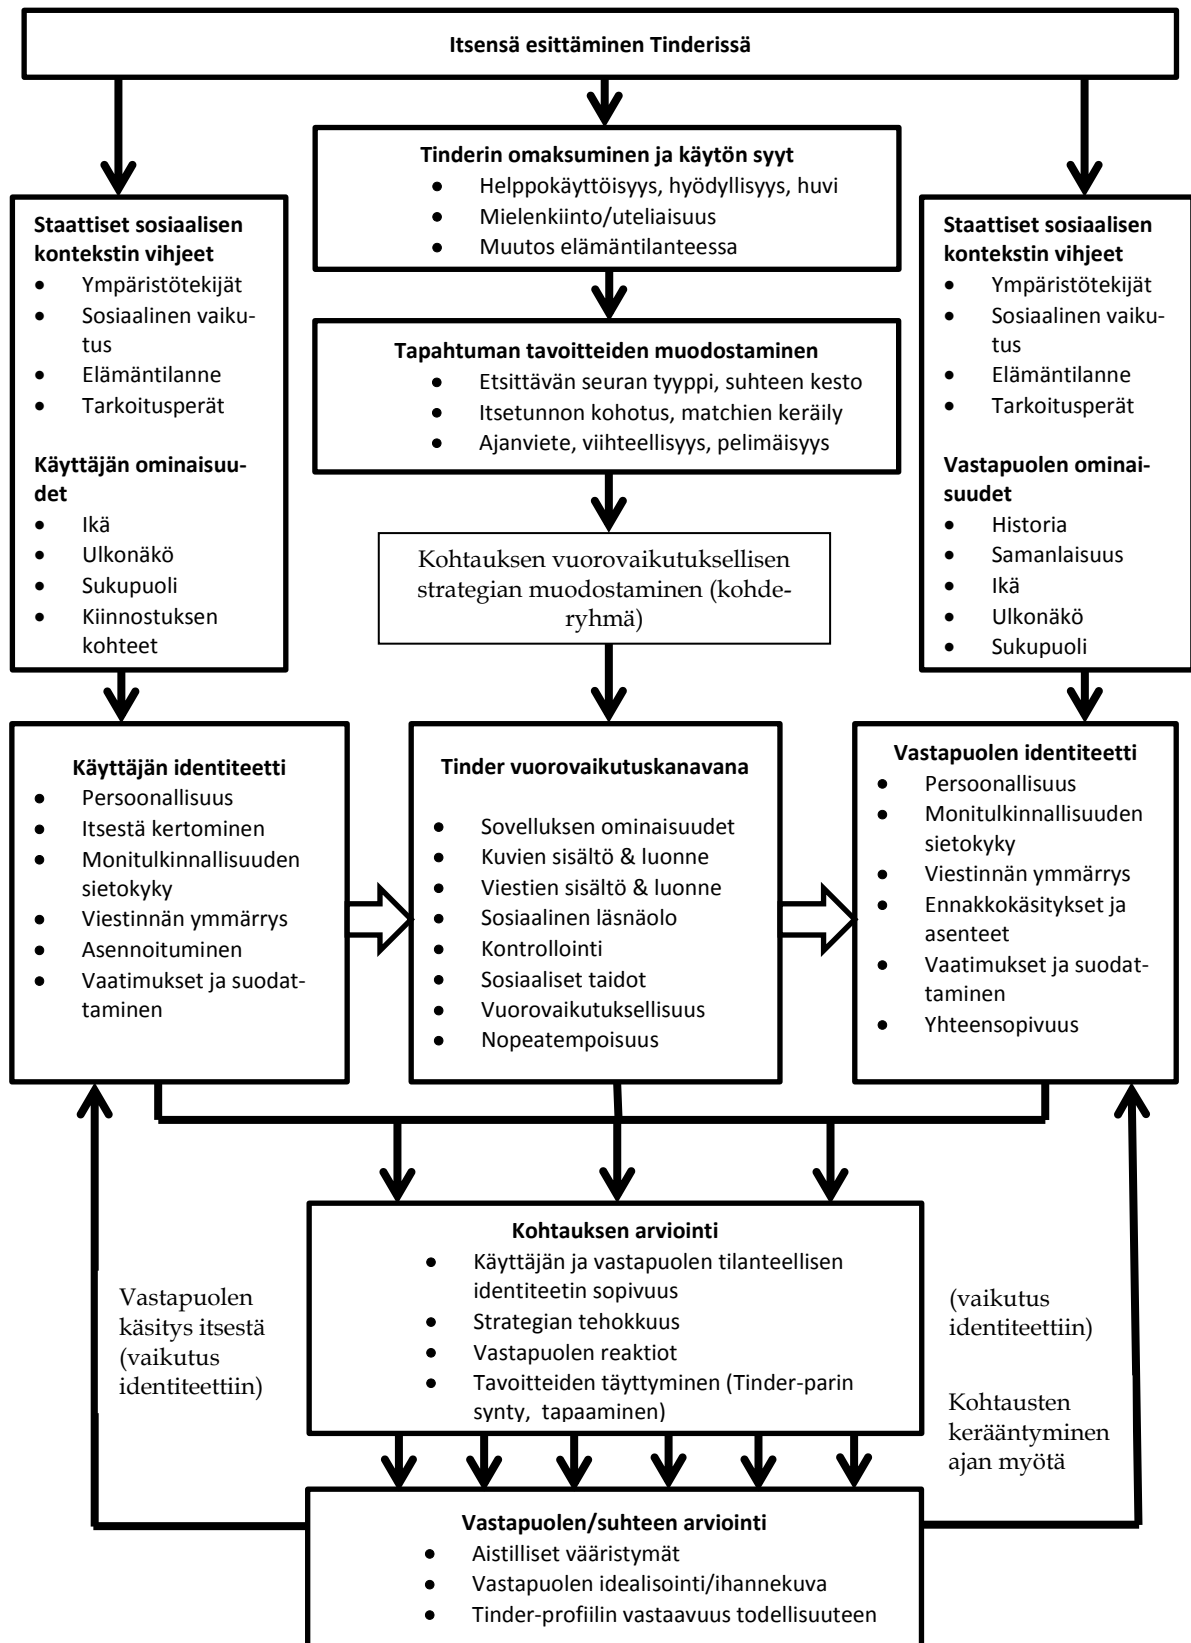 Itsensä esittäminen Tinderissä
Tinderin omaksuminen ja käytön syyt
• Helppokäyttöisyys, hyödyllisyys, huvi
• Mielenkiinto/uteliaisuus
• Muutos elämäntilanteessa
Staattiset sosiaalisen
kontekstin vihjeet
• Ympäristötekijät
• Sosiaalinen vaiku-
tus
• Elämäntilanne
• Tarkoitusperät
Käyttäjän ominaisuu-
det
• Ikä
• Ulkonäkö
• Sukupuoli
• Kiinnostuksen
kohteet
Tapahtuman tavoitteiden muodostaminen
• Etsittävän seuran tyyppi, suhteen kesto
• Itsetunnon kohotus, matchien keräily
• Ajanviete, viihteellisyys, pelimäisyys
Kohtauksen vuorovaikutuksellisen
strategian muodostaminen (kohde-
ryhmä)
Staattiset sosiaalisen
kontekstin vihjeet
• Ympäristötekijät
• Sosiaalinen vaiku-
tus
• Elämäntilanne
• Tarkoitusperät
Vastapuolen ominai-
suudet
• Historia
• Samanlaisuus
• Ikä
• Ulkonäkö
• Sukupuoli
Käyttäjän identiteetti
• Persoonallisuus
• Itsestä kertominen
• Monitulkinnallisuuden
sietokyky
• Viestinnän ymmärrys
• Asennoituminen
• Vaatimukset ja suodat-
taminen
Tinder vuorovaikutuskanavana
• Sovelluksen ominaisuudet
• Kuvien sisältö & luonne
• Viestien sisältö & luonne
• Sosiaalinen läsnäolo
• Kontrollointi
• Sosiaaliset taidot
• Vuorovaikutuksellisuus
• Nopeatempoisuus
Vastapuolen identiteetti
• Persoonallisuus
• Monitulkinnallisuuden
sietokyky
• Viestinnän ymmärrys
• Ennakkokäsitykset ja
asenteet
• Vaatimukset ja suodat-
taminen
• Yhteensopivuus
Kohtauksen arviointi
• Käyttäjän ja vastapuolen tilanteellisen
identiteetin sopivuus
• Strategian tehokkuus
• Vastapuolen reaktiot
• Tavoitteiden täyttyminen (Tinder-parin
synty, tapaaminen)
Vastapuolen
käsitys itsestä
(vaikutus
identiteettiin)
(vaikutus
identiteettiin)
Kohtausten
kerääntyminen
ajan myötä
Vastapuolen/suhteen arviointi
• Aistilliset vääristymät
• Vastapuolen idealisointi/ihannekuva
• Tinder-profiilin vastaavuus todellisuuteen